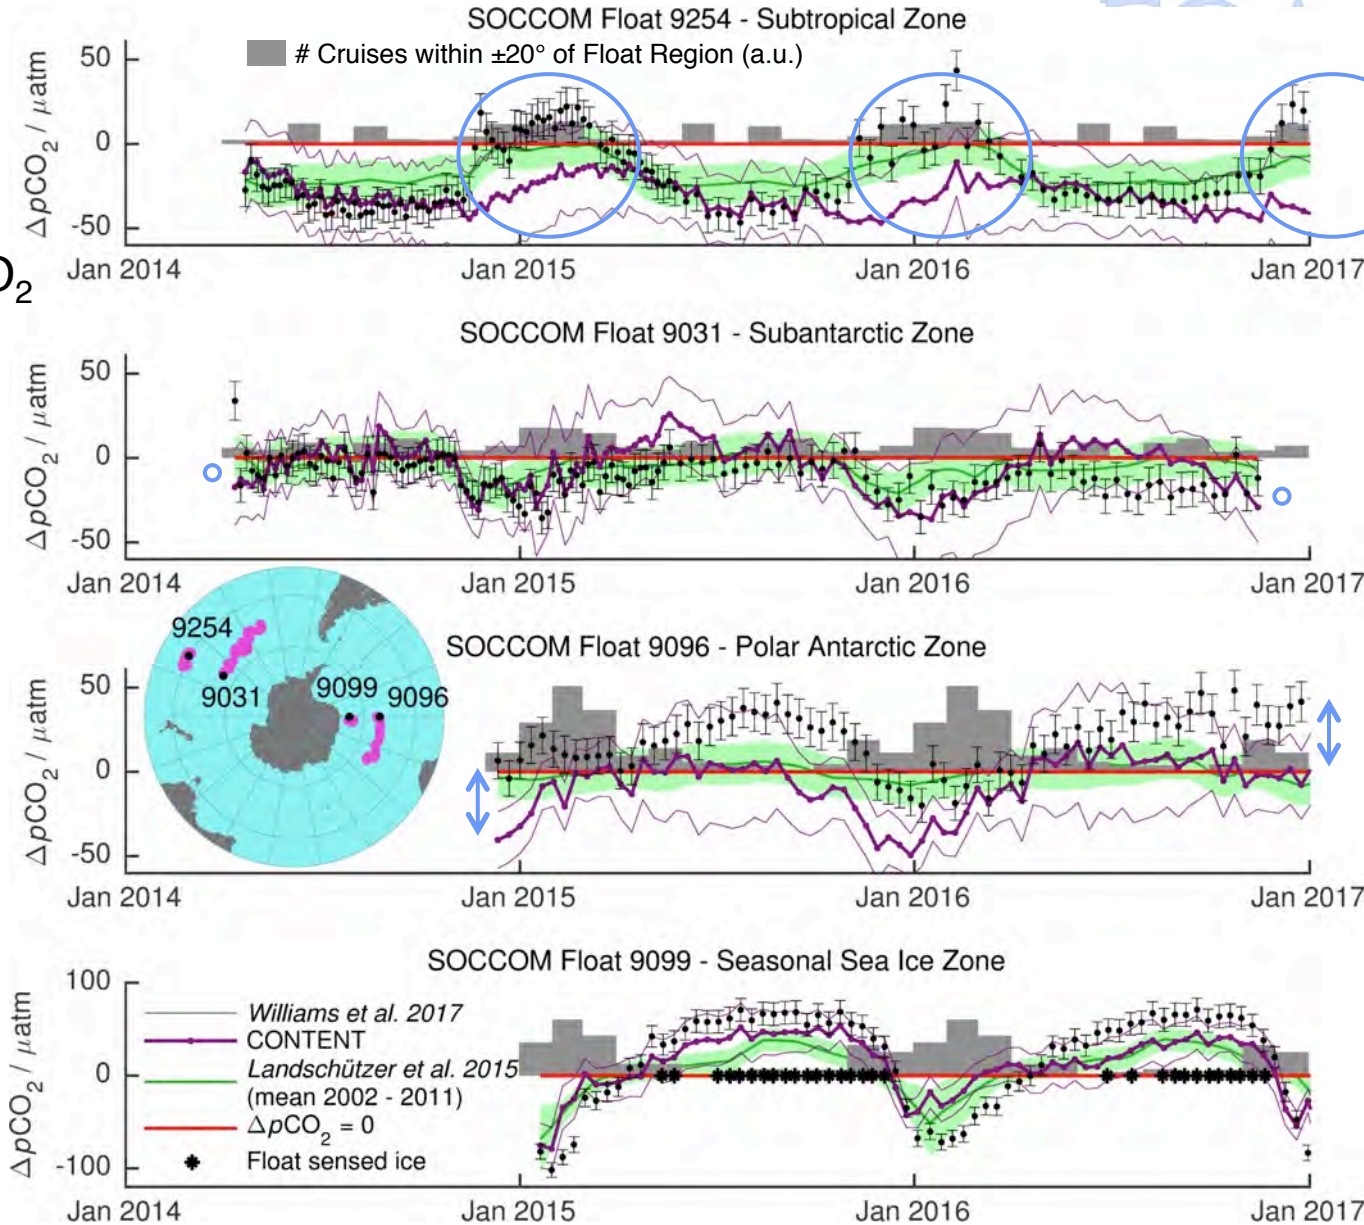 SOCCOM Float 9254 - Subtropical Zone
# Cruises within ±20° of Float Region (a.u.)
50
0
-50
ΔpCO2 / μatm
Jan 2014
Jan 2015
Jan 2016
Jan 2017
O2
SOCCOM Float 9031 - Subantarctic Zone
50
0
-50
ΔpCO2 / μatm
Jan 2014
Jan 2015
Jan 2016
Jan 2017
9254
9031
9099
9096
SOCCOM Float 9096 - Polar Antarctic Zone
50
0
-50
ΔpCO2 / μatm
Jan 2014
Jan 2015
Jan 2016
Jan 2017
SOCCOM Float 9099 - Seasonal Sea Ice Zone
100
0
-100
ΔpCO2 / μatm
Williams et al. 2017
CONTENT
Landschützer et al. 2015
(mean 2002 - 2011)
ΔpCO2 = 0
Float sensed ice
Jan 2014
Jan 2015
Jan 2016
Jan 2017